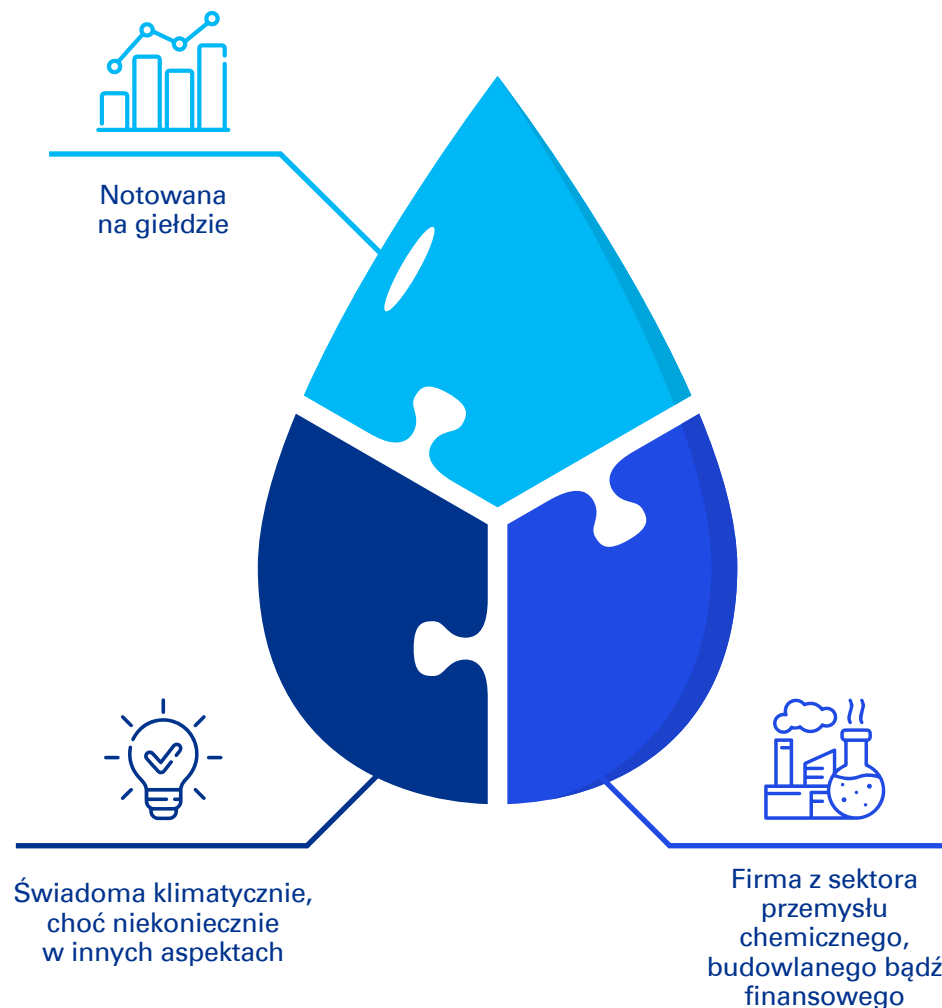 Notowana
na giełdzie
Świadoma klimatycznie,
choć niekoniecznie
w innych aspektach
Firma z sektora
przemysłu
chemicznego,
budowlanego bądź
finansowego